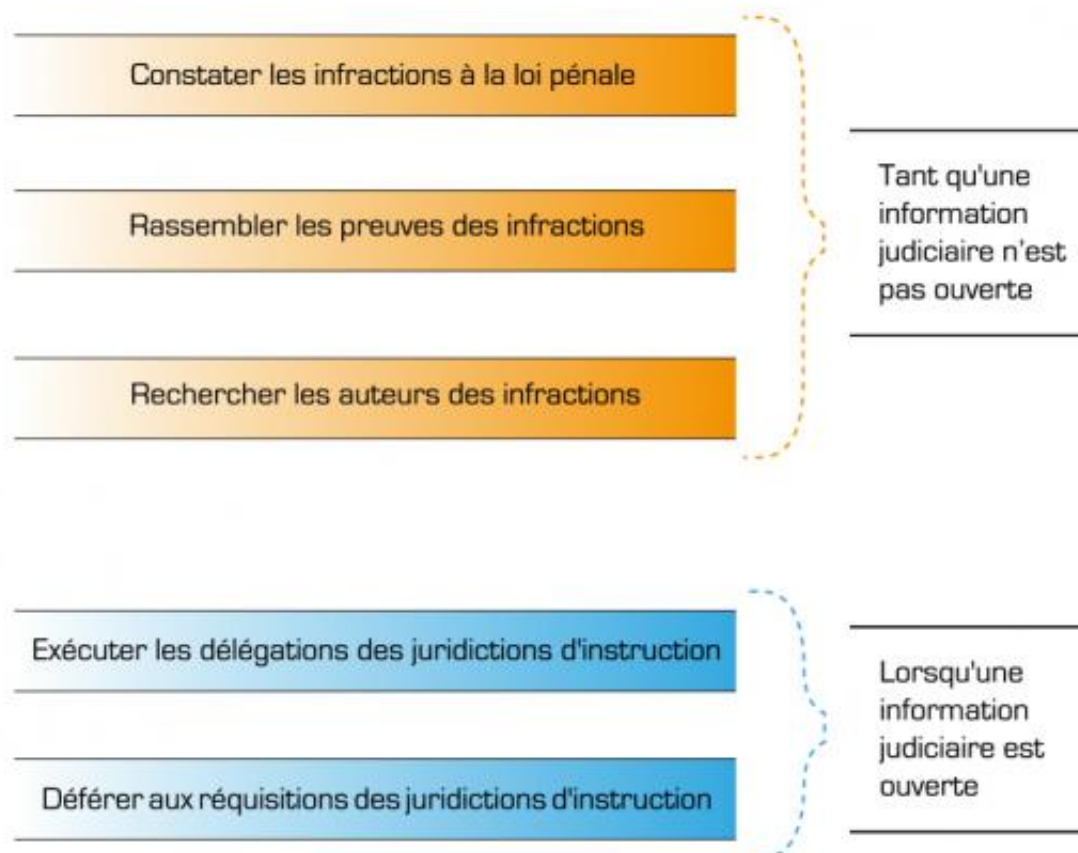 Constater les infractions à la loi pénale
Rassembler les preuves des infractions
Rechercher les auteurs des infractions
Tant qu'une
information
judiciaire n'est
pas ouverte
Exécuter les délégations des juridictions d'instruction
Déférer aux réquisitions des juridictions d'instruction
Lorsqu'une
information
judiciaire est
ouverte